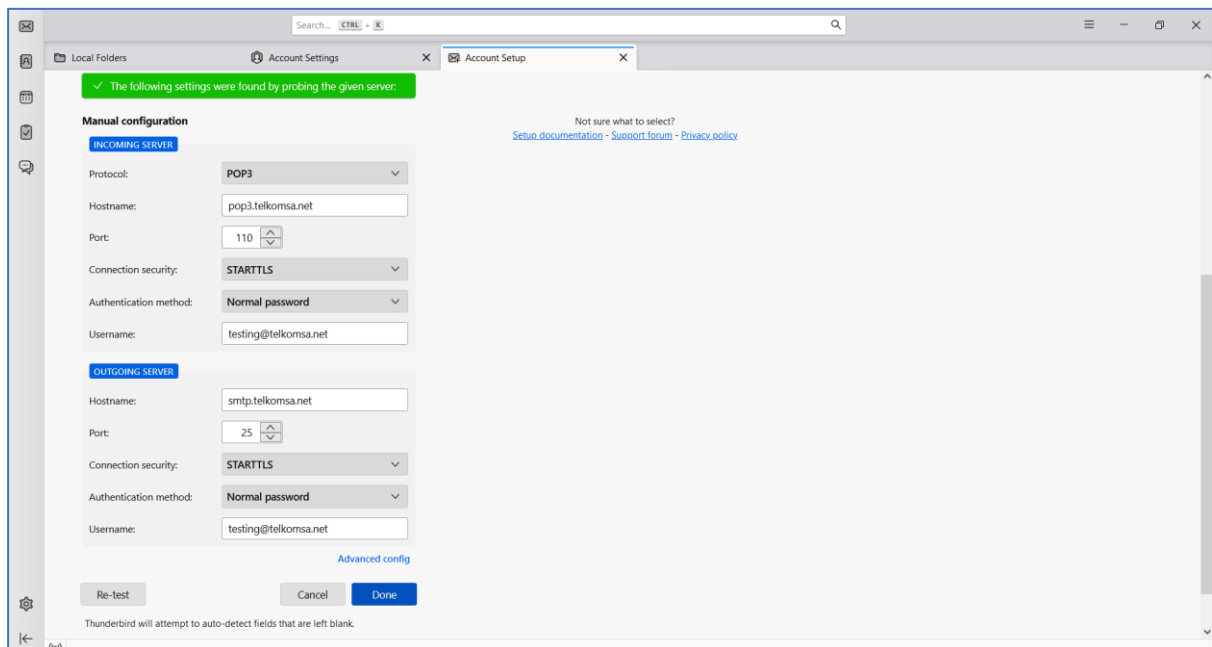 Search... CTRL + K
Local Folders
Account Settings
Account Setup
The following settings were found by probing the given server:
Manual configuration
INCOMING SERVER
Protocol: POP3
Hostname: pop3.telkomsa.net
Port: 110
Connection security: STARTTLS
Authentication method: Normal password
Username: testing@telkomsa.net
OUTGOING SERVER
Hostname: smtp.telkomsa.net
Port: 25
Connection security: STARTTLS
Authentication method: Normal password
Username: testing@telkomsa.net
Advanced config
Re-test Cancel Done
Thunderbird will attempt to auto-detect fields that are left blank.
Not sure what to select?
Setup documentation - Support forum - Privacy policy